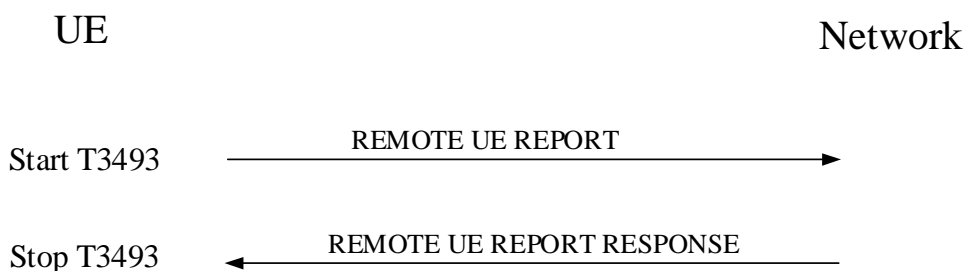 UE
Network
REMOTE UE REPORT
Start T3493
REMOTE UE REPORT RESPONSE
Stop T3493